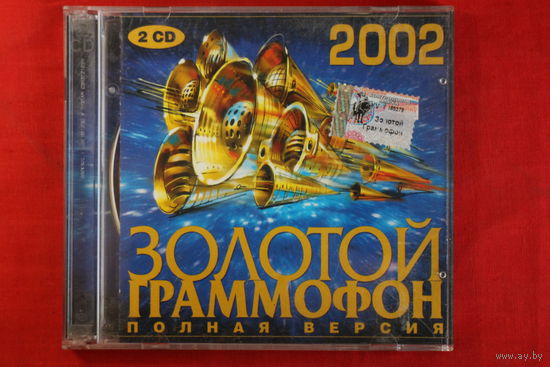 2 CD
2002
Золотой
Граммофон
ЗОЛОТОЙ
ГРАММОФОН
ПОЛНАЯ ВЕРСИЯ
www.ay.by